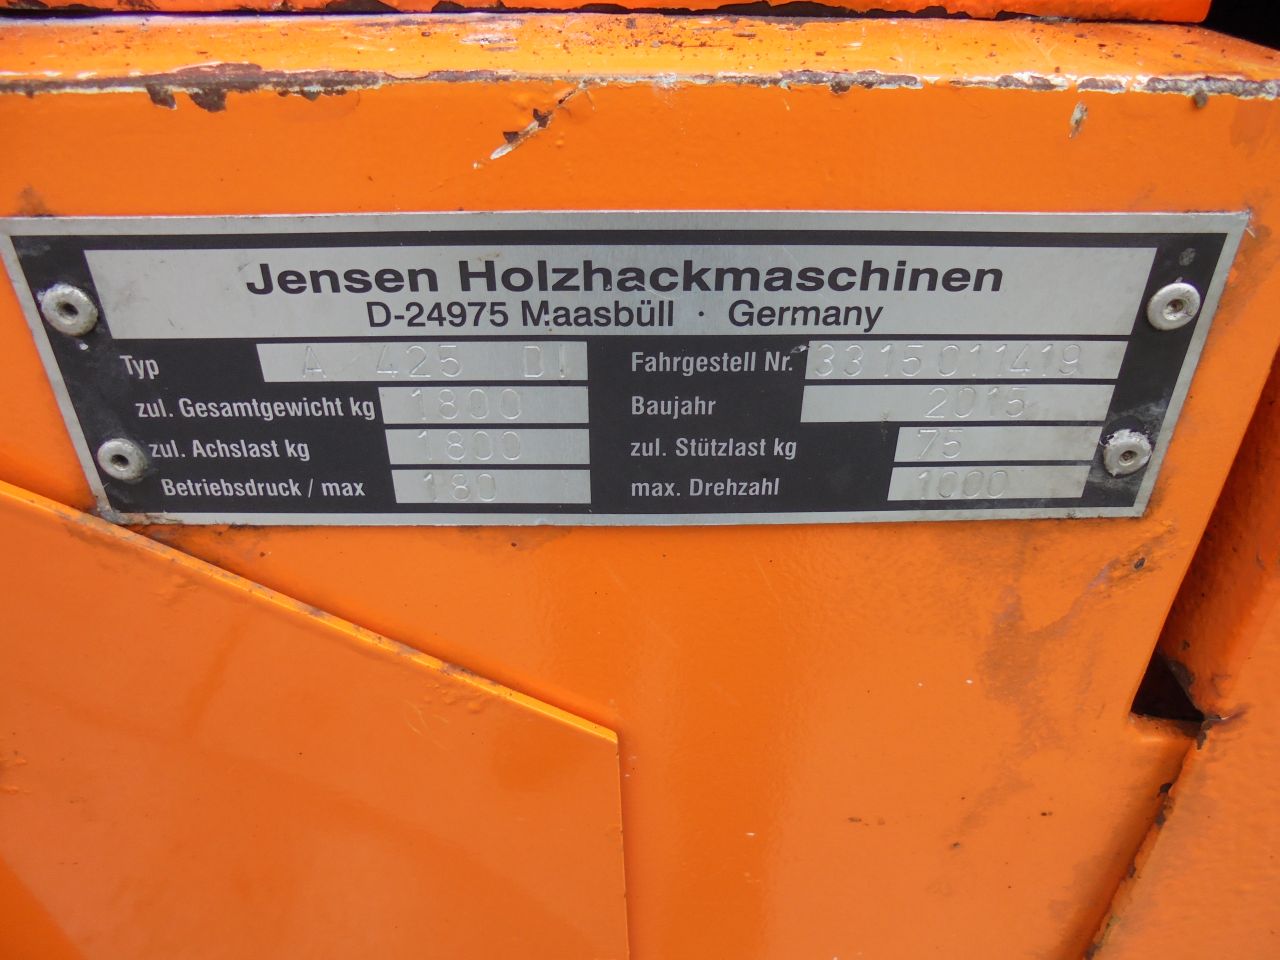 Jensen Holzhackmaschinen
D-24975 Maasbüll · Germany
Typ A 425 DI Fahrgestell Nr. 3315011419
zul. Gesamtgewicht kg 1800 Baujahr 2015
zul. Achslast kg 1800 zul. Stützlast kg 75
Betriebsdruck / max 180 max. Drehzahl 1000